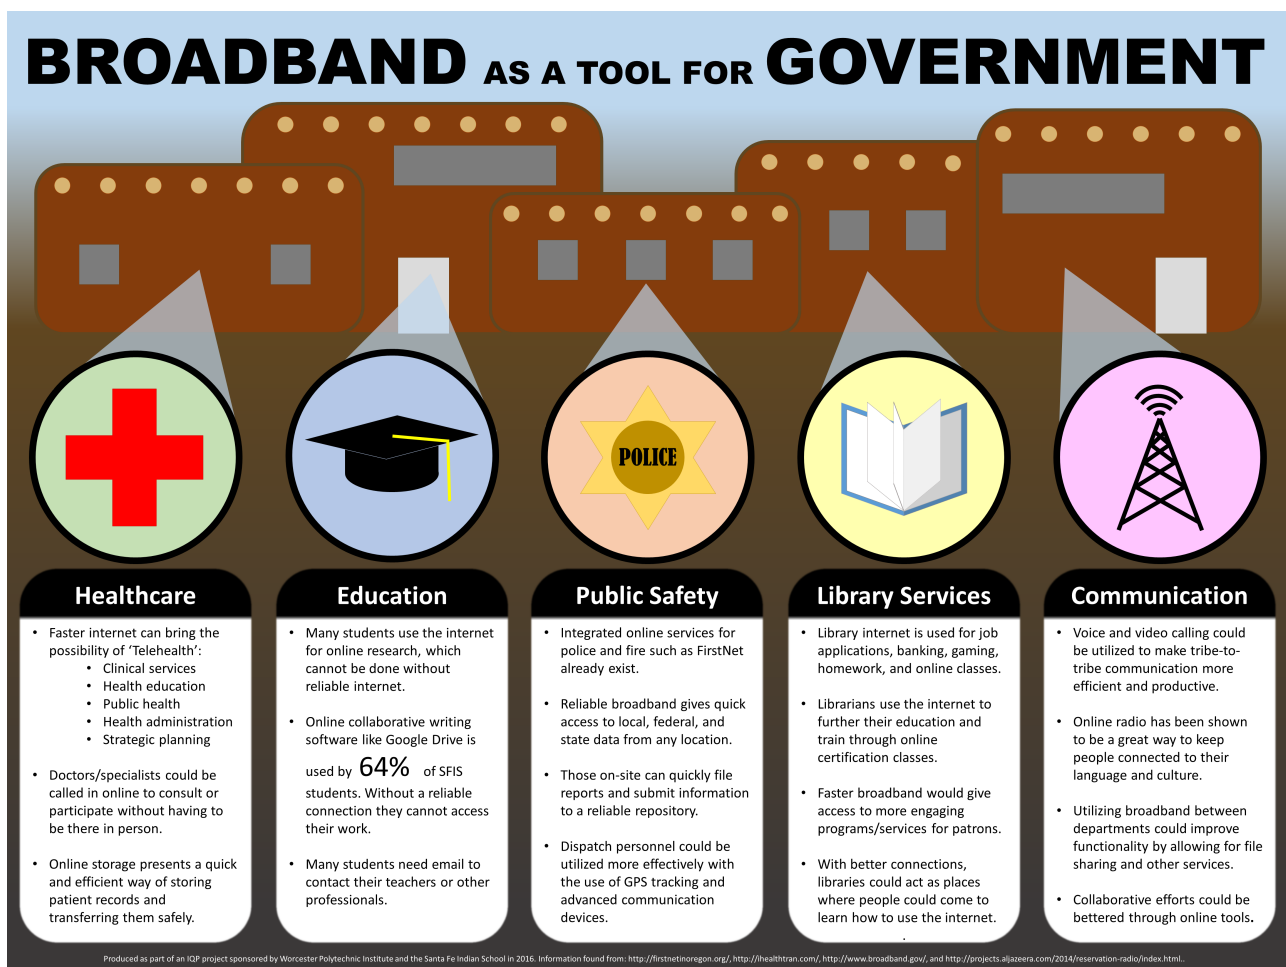 BROADBAND AS A TOOL FOR GOVERNMENT
POLICE
Healthcare
• Faster internet can bring the
possibility of ‘Telehealth’:
• Clinical services
• Health education
• Public health
• Health administration
• Strategic planning
• Doctors/specialists could be
called in online to consult or
participate without having to
be there in person.
• Online storage presents a quick
and efficient way of storing
patient records and
transferring them safely.
Education
• Many students use the internet
for online research, which
cannot be done without
reliable internet.
• Online collaborative writing
software like Google Drive is
used by 64% of SFIS
students. Without a reliable
connection they cannot access
their work.
• Many students need email to
contact their teachers or other
professionals.
Public Safety
• Integrated online services for
police and fire such as FirstNet
already exist.
• Reliable broadband gives quick
access to local, federal, and
state data from any location.
• Those on-site can quickly file
reports and submit information
to a reliable repository.
• Dispatch personnel could be
utilized more effectively with
the use of GPS tracking and
advanced communication
devices.
Library Services
• Library internet is used for job
applications, banking, gaming,
homework, and online classes.
• Librarians use the internet to
further their education and
train through online
certification classes.
• Faster broadband would give
access to more engaging
programs/services for patrons.
• With better connections,
libraries could act as places
where people could come to
learn how to use the internet.
.
Communication
• Voice and video calling could
be utilized to make tribe-to-
tribe communication more
efficient and productive.
• Online radio has been shown
to be a great way to keep
people connected to their
language and culture.
• Utilizing broadband between
departments could improve
functionality by allowing for file
sharing and other services.
• Collaborative efforts could be
bettered through online tools.
Produced as part of an IQP project sponsored by Worcester Polytechnic Institute and the Santa Fe Indian School in 2016. Information found from: http://firstnetinoregon.org/, http://ihealthtran.com/, http://www.broadband.gov/, and http://projects.aljazeera.com/2014/reservation-radio/index.html..